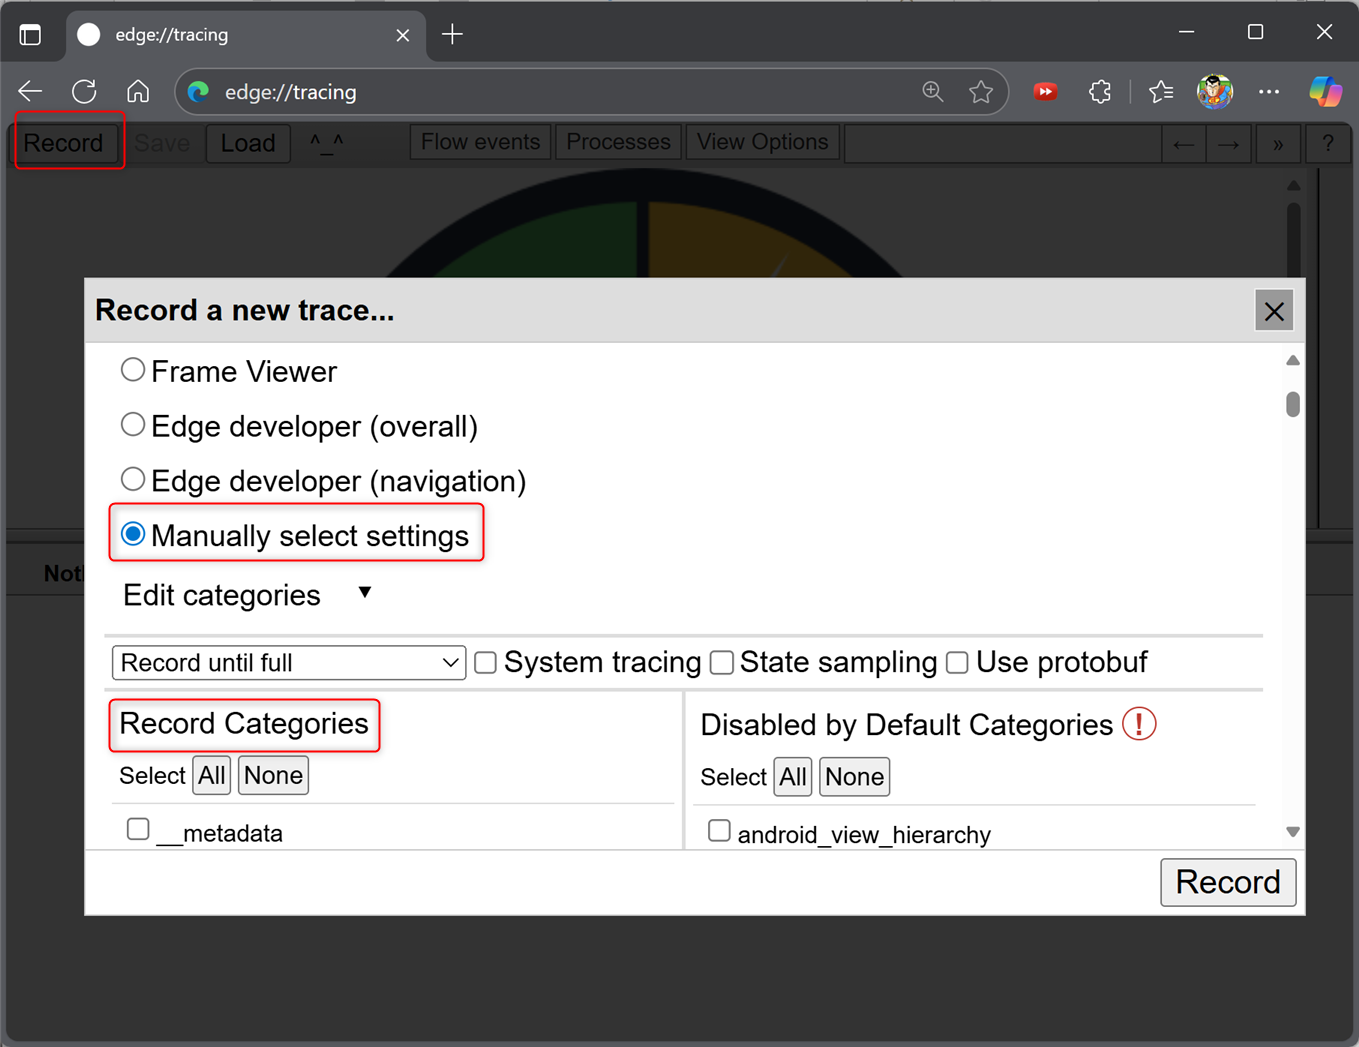 edge://tracing
edge://tracing
Record Save Load ^_^ Flow events Processes View Options ← → » ?
Record a new trace...
Frame Viewer
Edge developer (overall)
Edge developer (navigation)
Manually select settings
Edit categories ▼
Record until full System tracing State sampling Use protobuf
Record Categories
Select All None
__metadata
Disabled by Default Categories
Select All None
android_view_hierarchy
Record